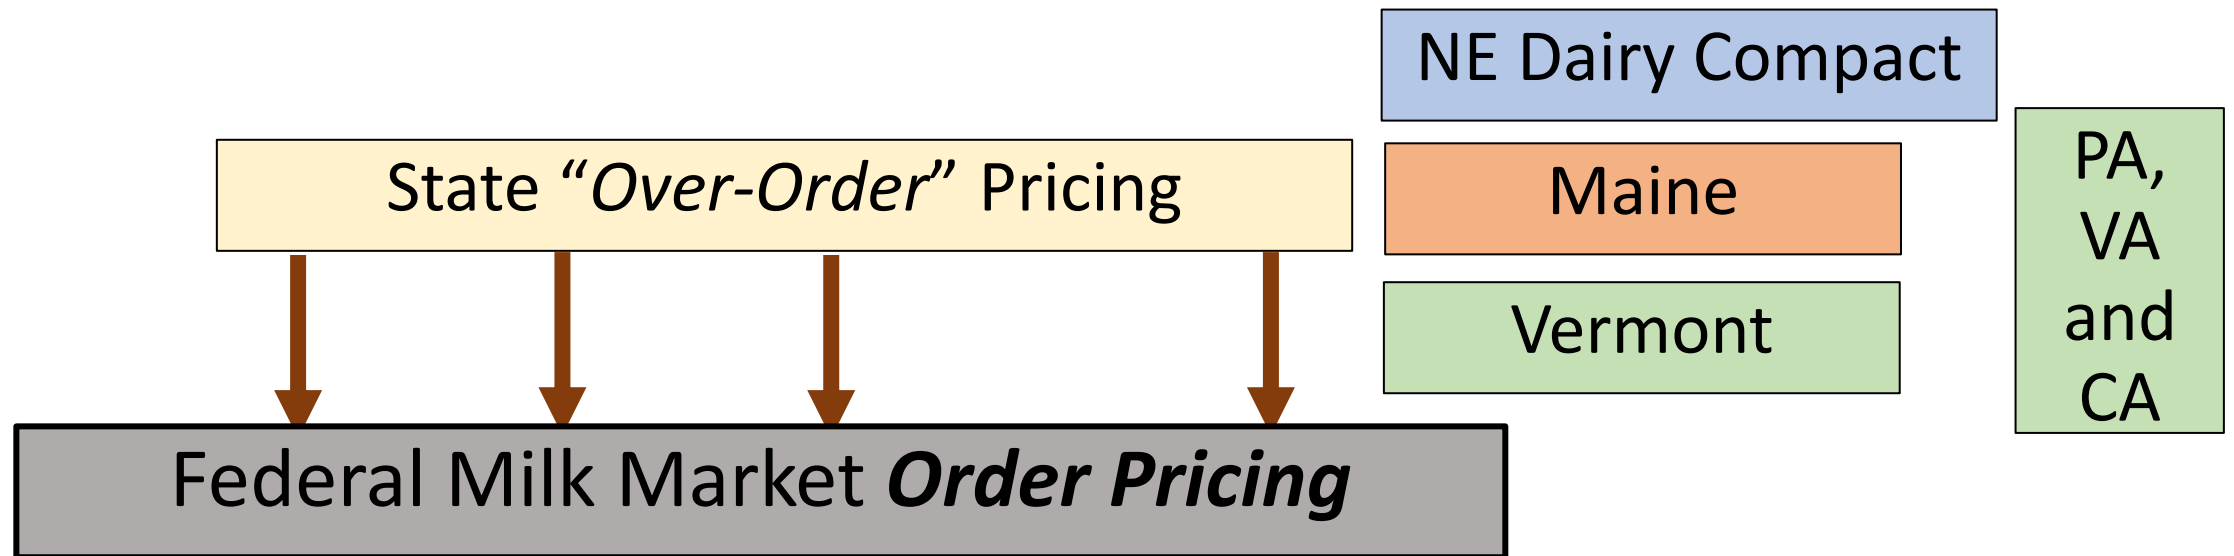 NE Dairy Compact
State “Over-Order” Pricing
Maine
Vermont
PA,
VA
and
CA
Federal Milk Market Order Pricing